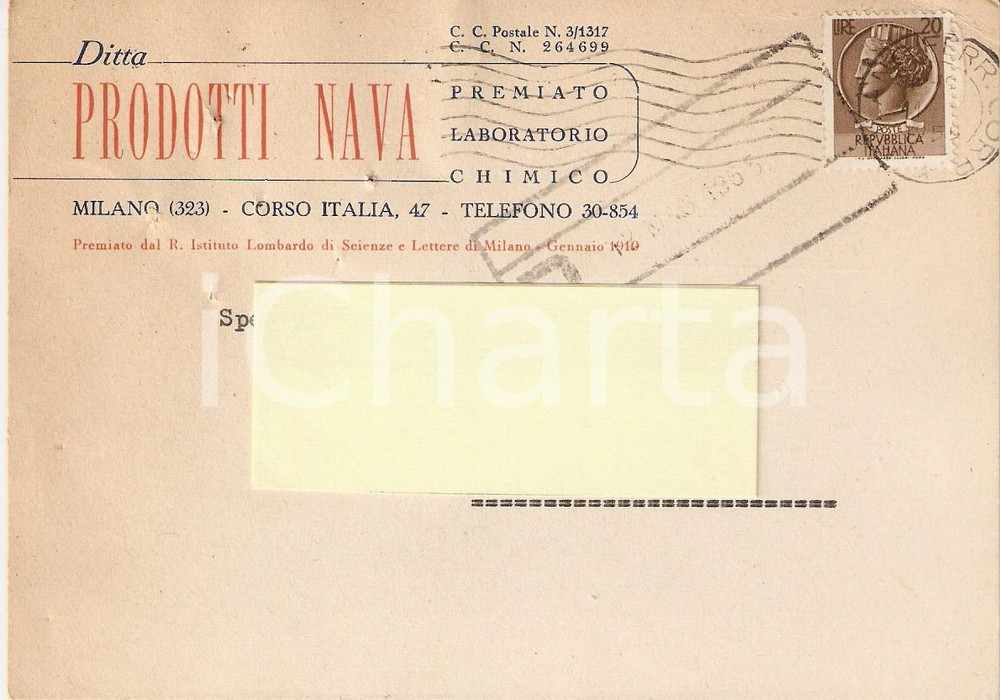 C. C. Postale N. 3/1317
C. C. N. 264699
Ditta
PRODOTTI NAVA
PREMIATO
LABORATORIO
CHIMICO
MILANO (323) - CORSO ITALIA, 47 - TELEFONO 30-854
Premiato dal R. Istituto Lombardo di Scienze e Lettere di Milano - Gennaio 1910
LIRE 20
POSTE
REPVBBLICA
ITALIANA
Spe
iCharta